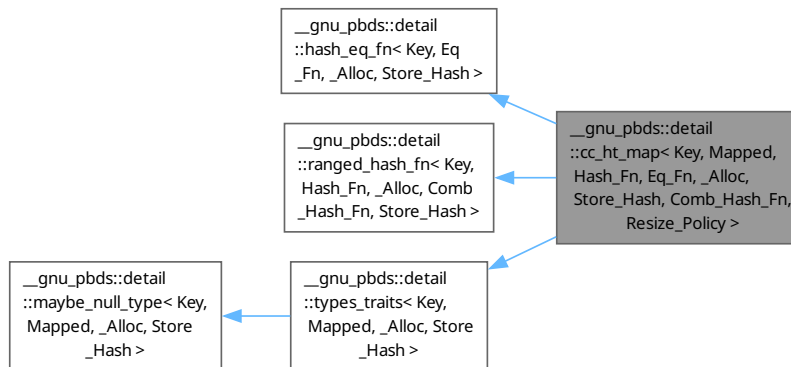 __gnu_pbds::detail
::hash_eq_fn< Key, Eq
_Fn, _Alloc, Store_Hash >
__gnu_pbds::detail
::ranged_hash_fn< Key,
Hash_Fn, _Alloc, Comb
_Hash_Fn, Store_Hash >
__gnu_pbds::detail
::cc_ht_map< Key, Mapped,
Hash_Fn, Eq_Fn, _Alloc,
Store_Hash, Comb_Hash_Fn,
Resize_Policy >
__gnu_pbds::detail
::maybe_null_type< Key,
Mapped, _Alloc, Store
_Hash >
__gnu_pbds::detail
::types_traits< Key,
Mapped, _Alloc, Store
_Hash >